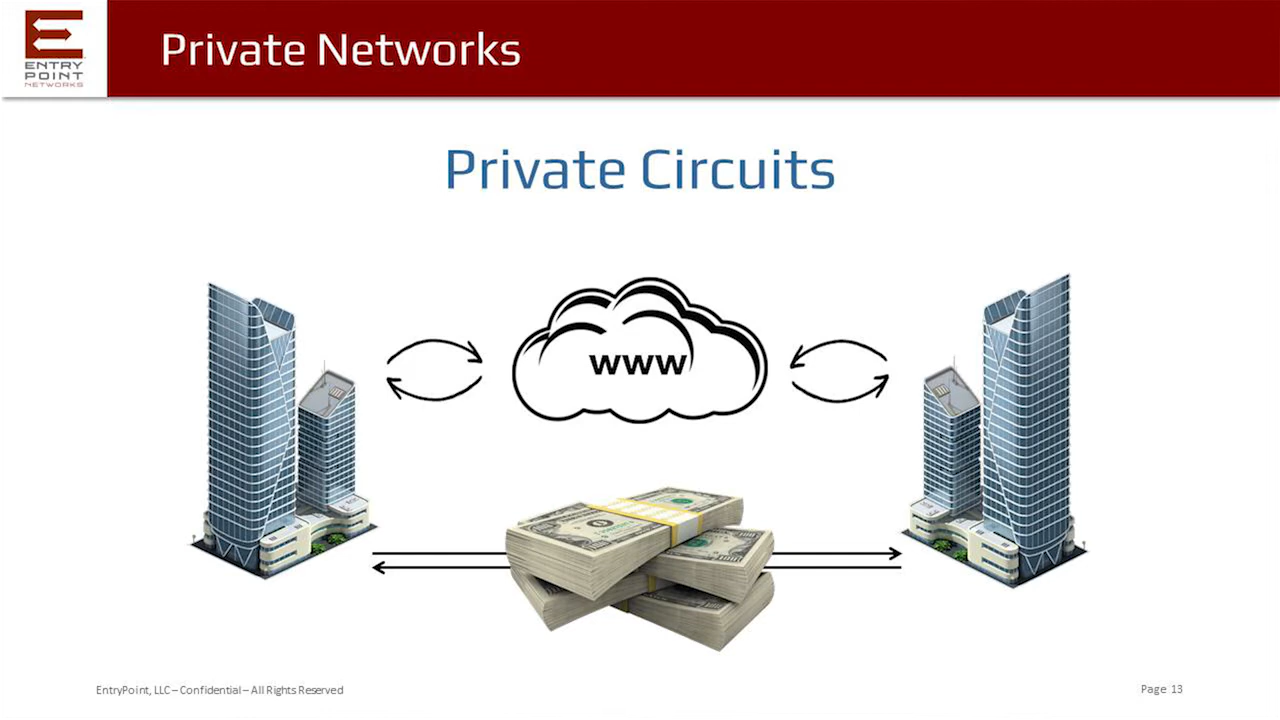 ENTRY
POINT
NETWORKS
Private Networks
Private Circuits
www
EntryPoint, LLC – Confidential – All Rights Reserved
Page 13